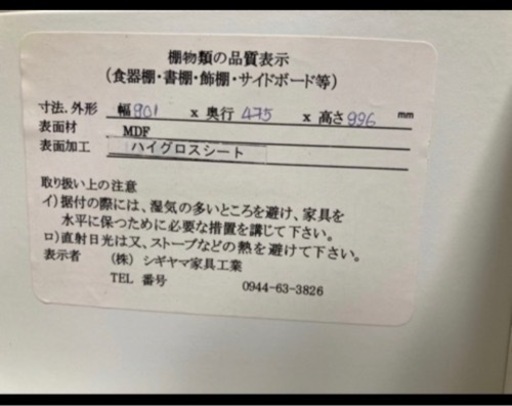 棚物類の品質表示
(食器棚・書棚・飾棚・サイドボード等)
寸法.外形 幅901 x 奥行 475 x 高さ996 mm
表面材 MDF
表面加工 ハイグロスシート
取り扱い上の注意
イ)据付の際には、湿気の多いところを避け、家具を
水平に保つために必要な措置を講じて下さい。
ロ)直射日光は又、ストーブなどの熱を避けて下さい。
表示者 (株) シギヤマ家具工業
TEL 番号 0944-63-3826